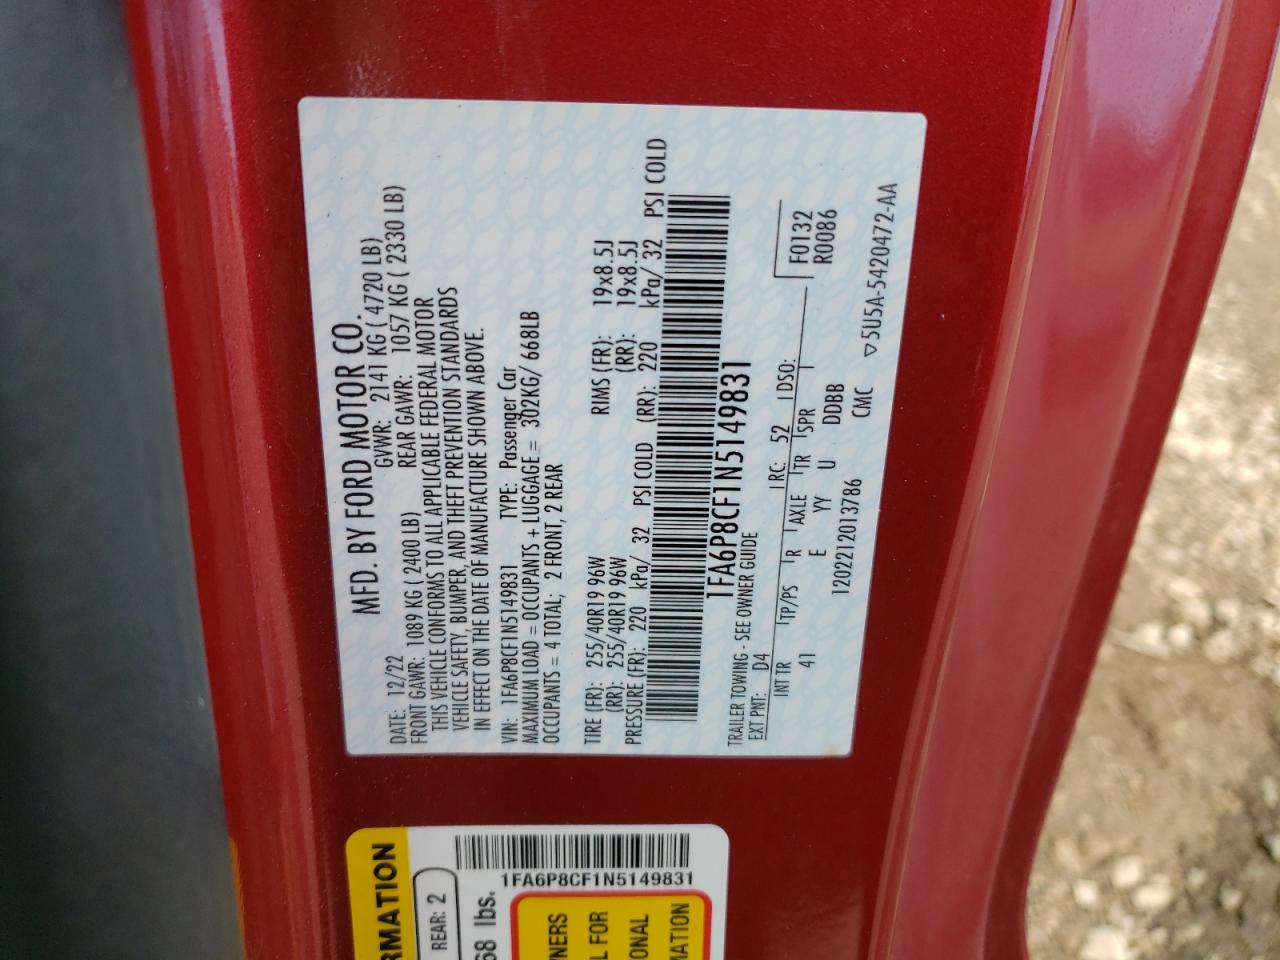 MFD. BY FORD MOTOR CO.
DATE: 12/22 GVWR: 2141 KG ( 4720 LB)
FRONT GAWR: 1089 KG ( 2400 LB) REAR GAWR: 1057 KG ( 2330 LB)
THIS VEHICLE CONFORMS TO ALL APPLICABLE FEDERAL MOTOR
VEHICLE SAFETY, BUMPER, AND THEFT PREVENTION STANDARDS
IN EFFECT ON THE DATE OF MANUFACTURE SHOWN ABOVE.
VIN: 1FA6P8CF1N5149831 TYPE: Passenger Car
MAXIMUM LOAD = OCCUPANTS + LUGGAGE = 302KG/ 668LB
OCCUPANTS = 4 TOTAL; 2 FRONT, 2 REAR
TIRE (FR): 255/40R19 96W RIMS (FR): 19x8.5J
(RR): 255/40R19 96W (RR): 19x8.5J
PRESSURE (FR): 220 kPa/ 32 PSI COLD (RR): 220 kPa/ 32 PSI COLD
1FA6P8CF1N5149831
TRAILER TOWING - SEE OWNER GUIDE
EXT PNT: D4 RC: 52 DSO: F0132
INT TR TP/PS R AXLE TR SPR R0086
41 E YY U DDBB
1202212013786 CMC ▽5U5A-5420472-AA
RMATION
REAR: 2
68 lbs.
1FA6P8CF1N5149831
NERS
L FOR
ONAL
MATION